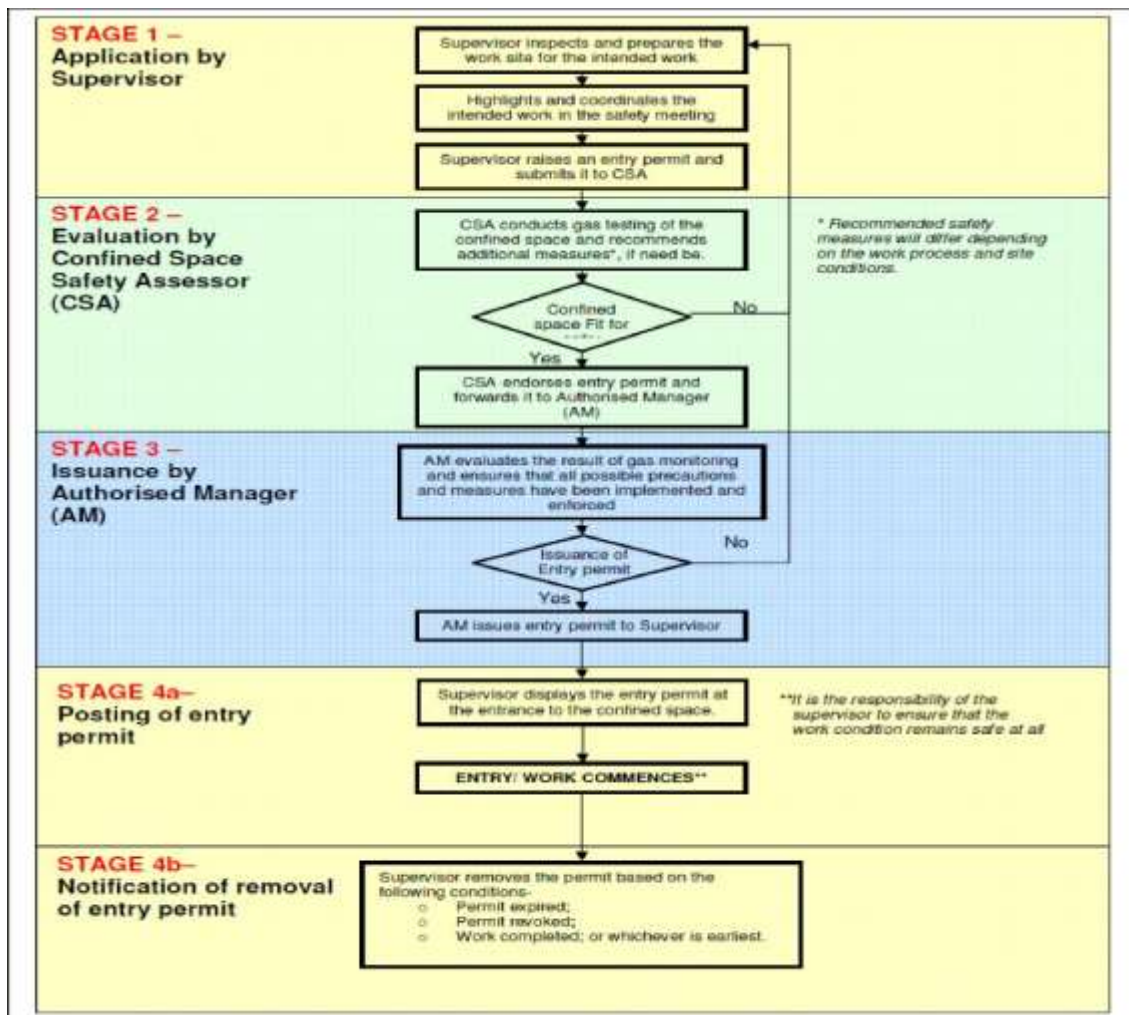 STAGE 1 –
Application by
Supervisor
Supervisor inspects and prepares the
work site for the intended work
Highlights and coordinates the
intended work in the safety meeting
Supervisor raises an entry permit and
submits it to CSA
STAGE 2 –
Evaluation by
Confined Space
Safety Assessor
(CSA)
CSA conducts gas testing of the
confined space and recommends
additional measures*, if need be.
* Recommended safety
measures will differ depending
on the work process and site
conditions.
Confined
space Fit for
No
Yes
CSA endorses entry permit and
forwards it to Authorised Manager
(AM)
STAGE 3 –
Issuance by
Authorised Manager
(AM)
AM evaluates the result of gas monitoring
and ensures that all possible precautions
and measures have been implemented and
enforced
No
Issuance of
Entry permit
Yes
AM issues entry permit to Supervisor
STAGE 4a–
Posting of entry
permit
Supervisor displays the entry permit at
the entrance to the confined space.
**It is the responsibility of the
supervisor to ensure that the
work condition remains safe at all
ENTRY/ WORK COMMENCES**
STAGE 4b–
Notification of removal
of entry permit
Supervisor removes the permit based on the
following conditions-
o Permit expired;
o Permit revoked;
o Work completed; or whichever is earliest.